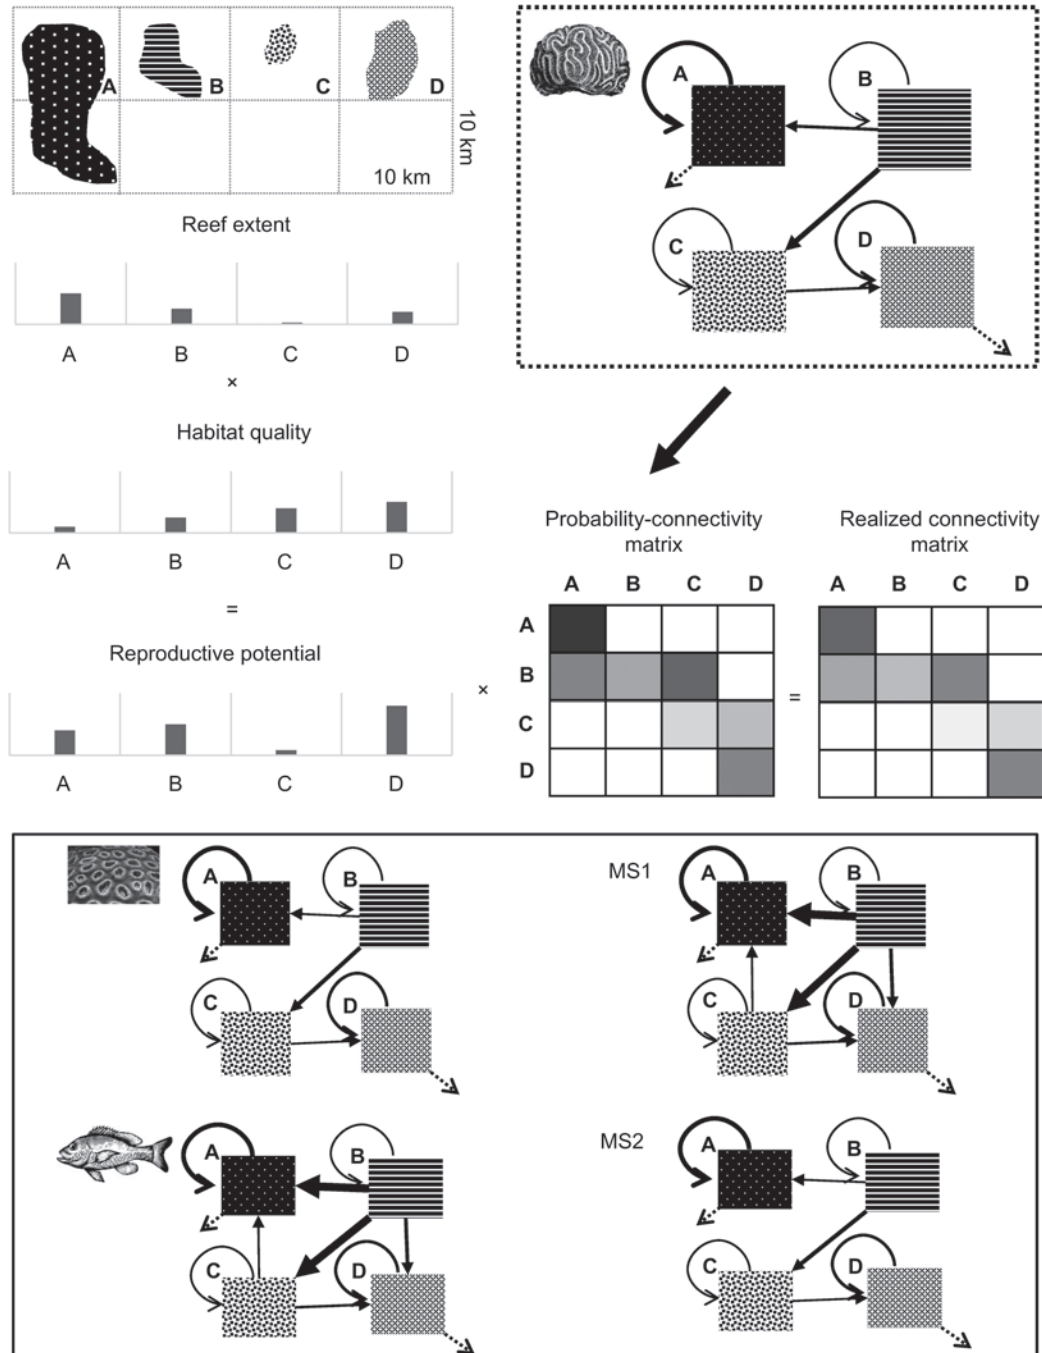 A B C D
10 km
10 km
Reef extent
A B C D
×
Habitat quality
A B C D
=
Reproductive potential
A B C D
A B
C D
×
Probability-connectivity
matrix
A B C D
A
B
C
D
=
Realized connectivity
matrix
A B C D
A B
C D
MS1
A B
C D
A B
C D
MS2
A B
C D